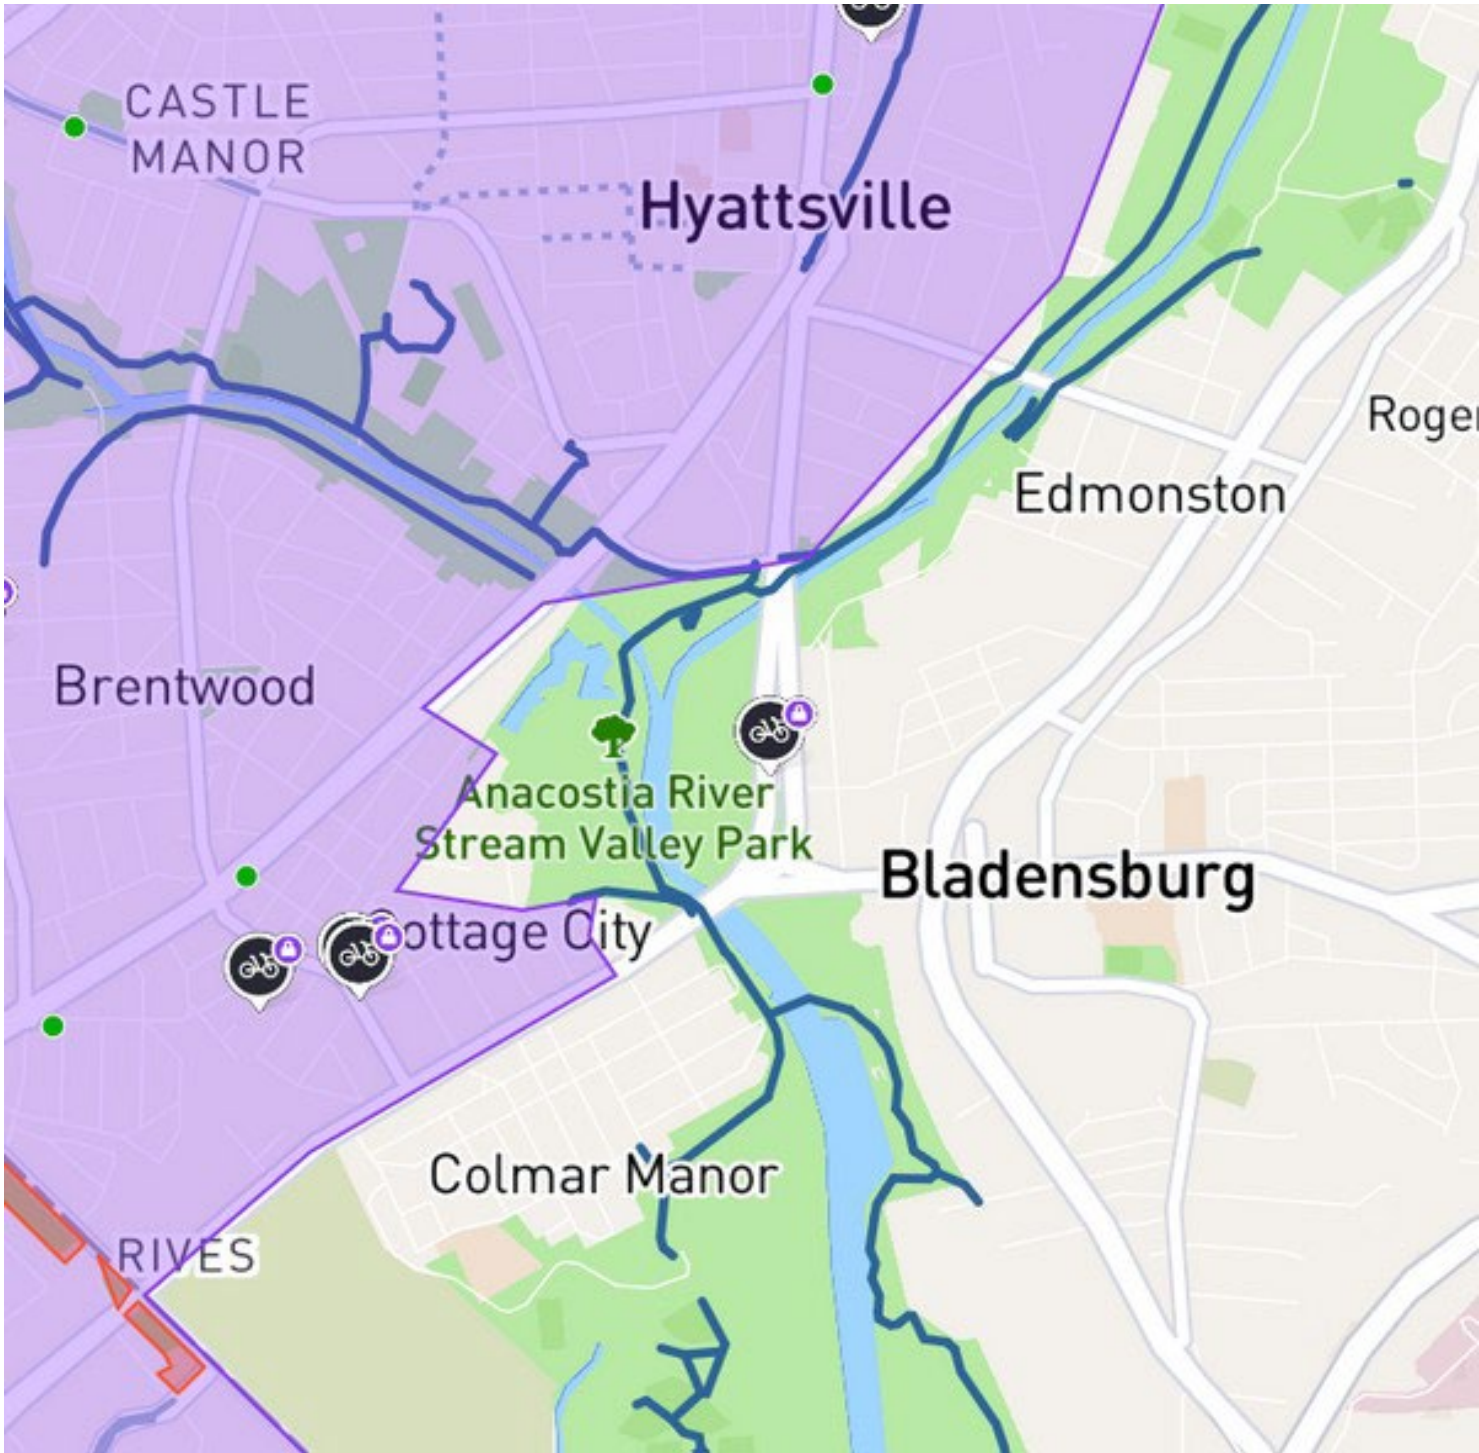 CASTLE
MANOR
Hyattsville
Roger
Edmonston
Brentwood
Anacostia River
Stream Valley Park
Bladensburg
Cottage City
Colmar Manor
RIVES